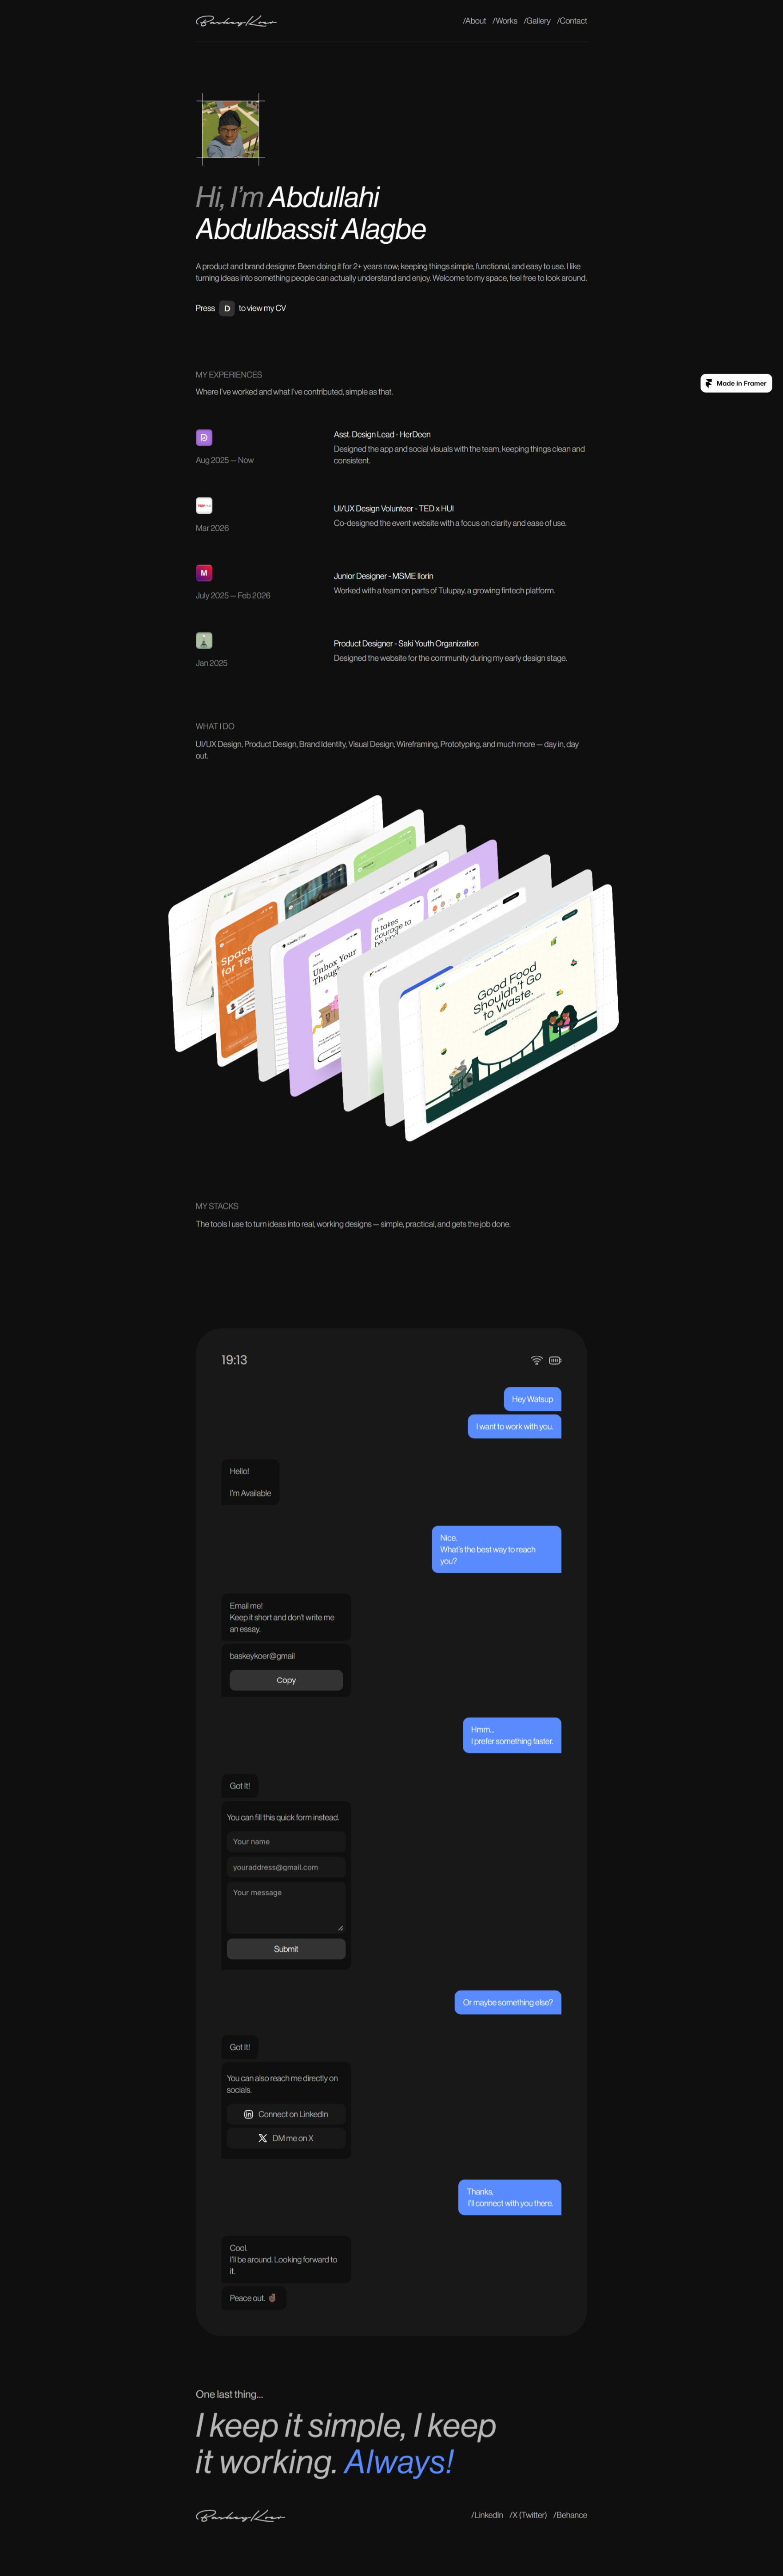 BaskeyKoer
/About /Works /Gallery /Contact
Hi, I'm Abdullahi
Abdulbassit Alagbe
A product and brand designer. Been doing it for 2+ years now, keeping things simple, functional, and easy to use. I like
turning ideas into something people can actually understand and enjoy. Welcome to my space, feel free to look around.
Press D to view my CV
MY EXPERIENCES
Where I've worked and what I've contributed, simple as that.
Made in Framer
Aug 2025 — Now
Asst. Design Lead - HerDeen
Designed the app and social visuals with the team, keeping things clean and
consistent.
Mar 2026
UI/UX Design Volunteer - TED x HUI
Co-designed the event website with a focus on clarity and ease of use.
M
July 2025 — Feb 2026
Junior Designer - MSME Ilorin
Worked with a team on parts of Tulupay, a growing fintech platform.
Jan 2025
Product Designer - Saki Youth Organization
Designed the website for the community during my early design stage.
WHAT I DO
UI/UX Design, Product Design, Brand Identity, Visual Design, Wireframing, Prototyping, and much more — day in, day
out.
Unbox Your
It takes
courage to
Good Food
Shouldn't Go
to Waste.
MY STACKS
The tools I use to turn ideas into real, working designs — simple, practical, and gets the job done.
19:13
Hey Watsup
I want to work with you.
Hello!
I'm Available
Nice.
What's the best way to reach
you?
Email me!
Keep it short and don't write me
an essay.
baskeykoer@gmail
Copy
Hmm...
I prefer something faster.
Got It!
You can fill this quick form instead.
Your name
youraddress@gmail.com
Your message
Submit
Or maybe something else?
Got It!
You can also reach me directly on
socials.
Connect on LinkedIn
DM me on X
Thanks,
I'll connect with you there.
Cool.
I'll be around. Looking forward to
it.
Peace out. ✌🏾
One last thing...
I keep it simple, I keep
it working. Always!
BaskeyKoer
/LinkedIn /X (Twitter) /Behance